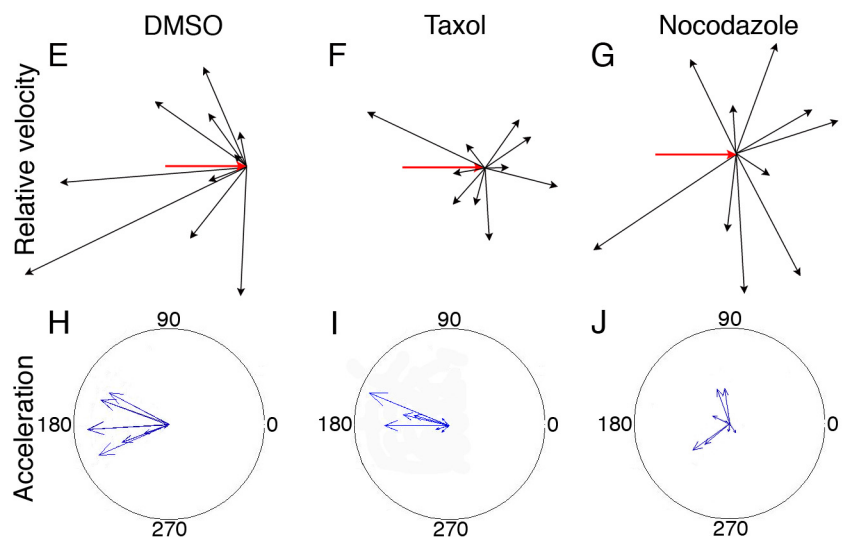 DMSO Taxol Nocodazole
E F G
Relative velocity
H I J
90 90 90
Acceleration
180 0 180 0 180 0
270 270 270